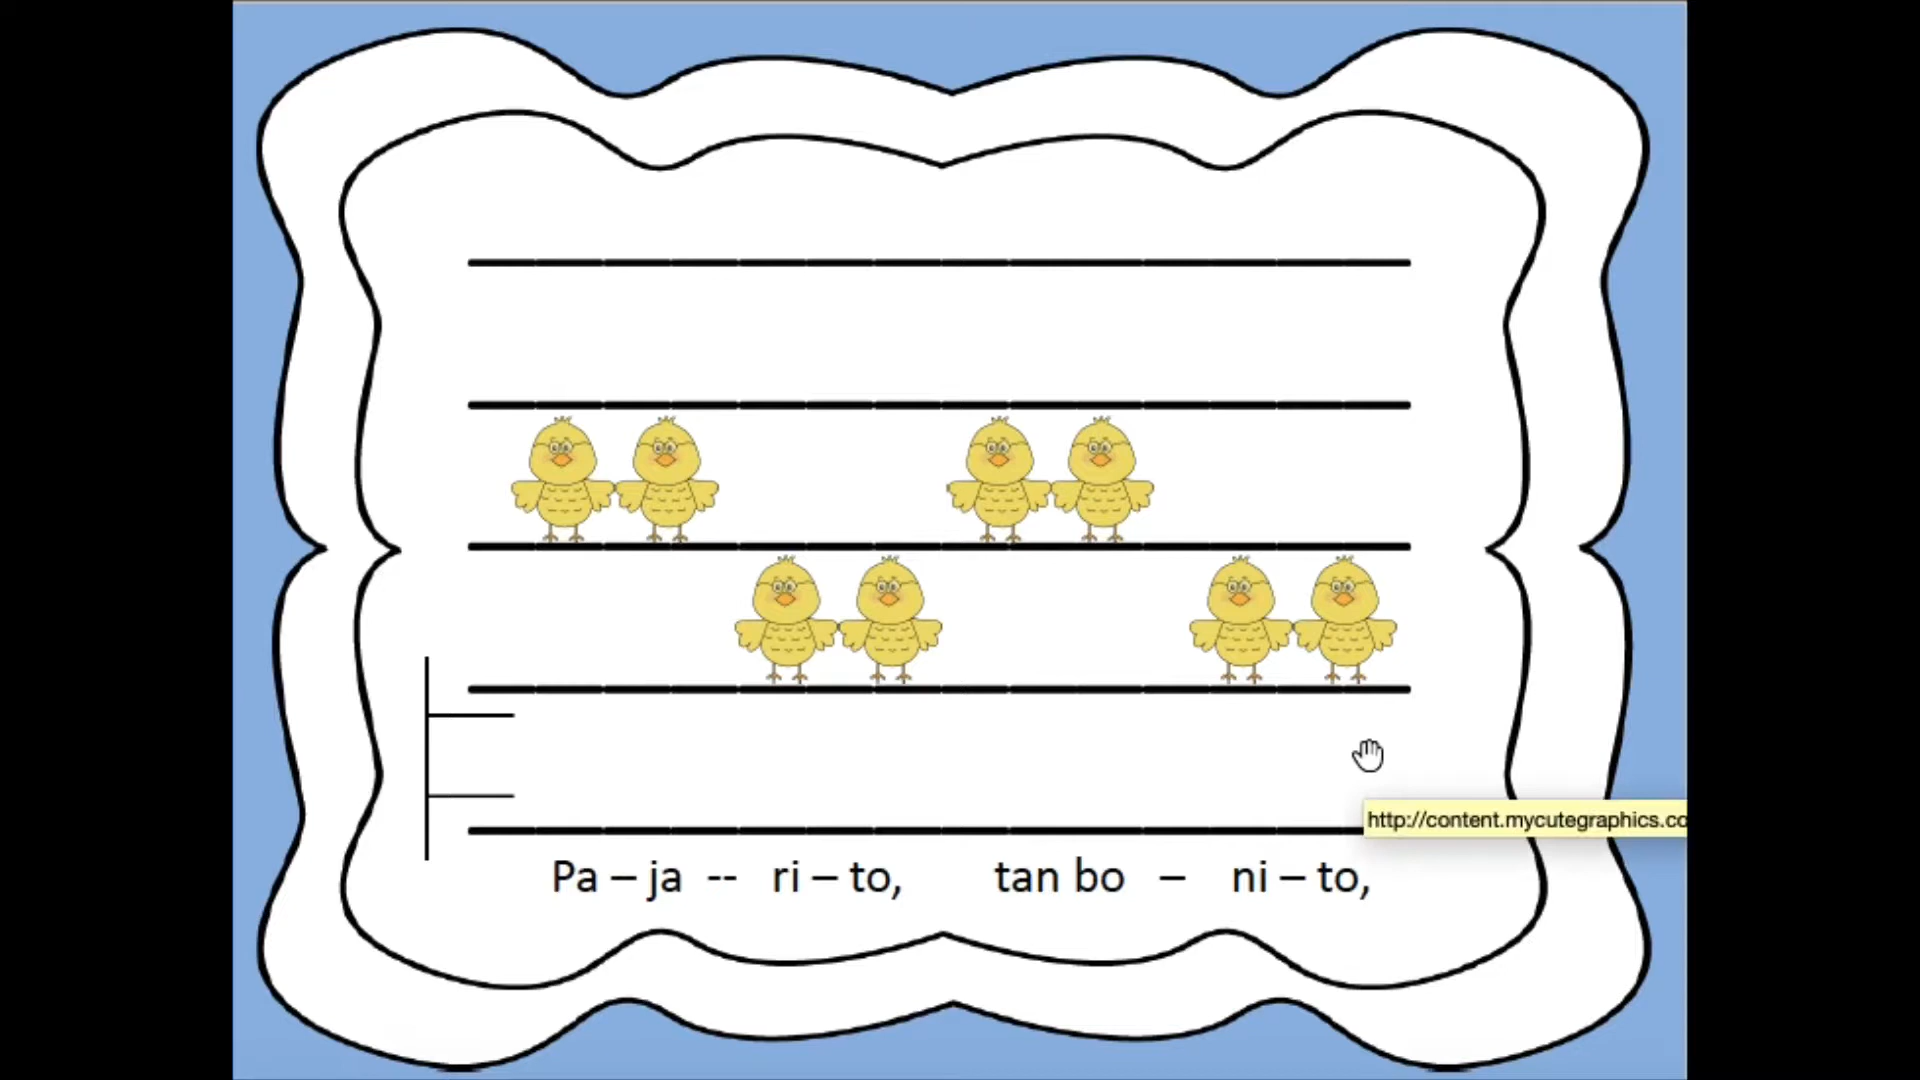 http://content.mycutegraphics.co
Pa – ja -- ri – to, tan bo – ni – to,